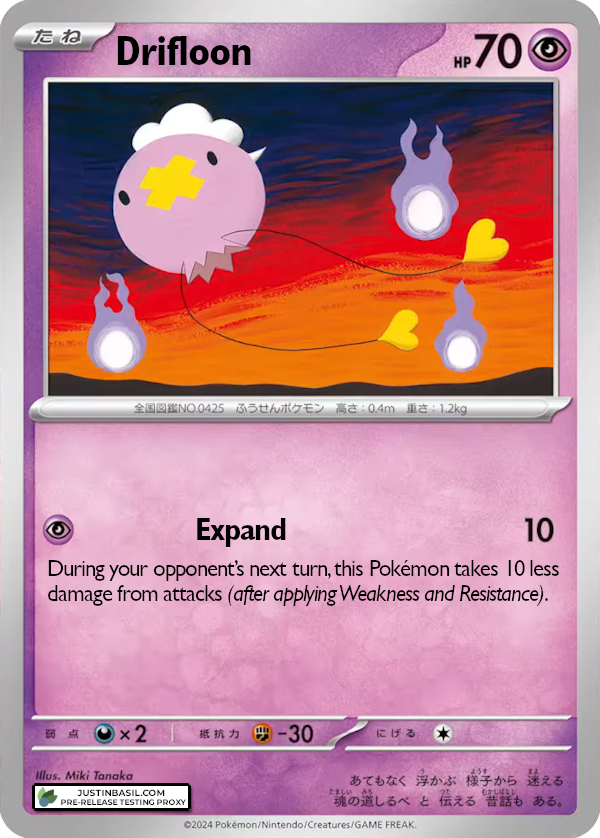 たね
Drifloon
HP 70
全国図鑑NO.0425 ふうせんポケモン 高さ:0.4m 重さ:1.2kg
Expand 10
During your opponent's next turn, this Pokémon takes 10 less
damage from attacks (after applying Weakness and Resistance).
弱点 ×2 抵抗力 -30 にげる
Illus. Miki Tanaka
JUSTINBASIL.COM
PRE-RELEASE TESTING PROXY
あてもなく 浮かぶ 様子から 迷える
魂の道しるべ と 伝える 昔話も ある。
©2024 Pokémon/Nintendo/Creatures/GAME FREAK.